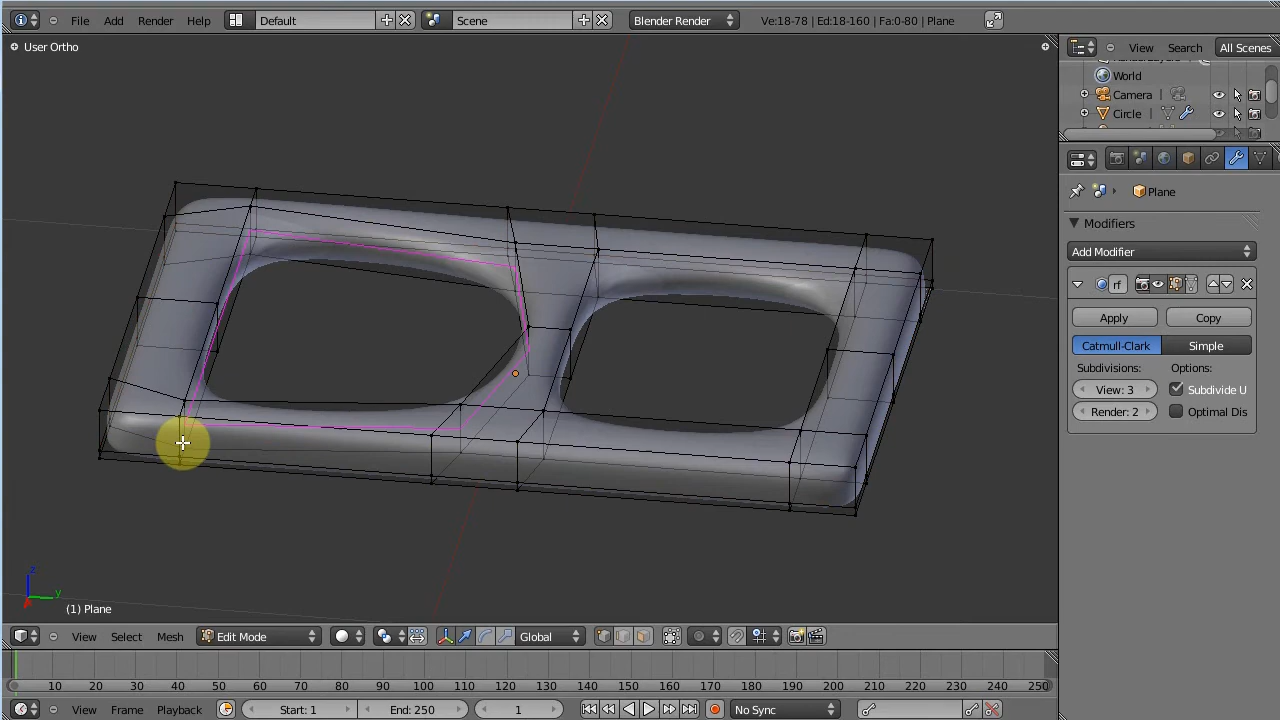 File Add Render Help Default Scene Blender Render Ve:18-78 | Ed:18-160 | Fa:0-80 | Plane
User Ortho
View Search All Scenes
World
Camera
Circle
Plane
Modifiers
Add Modifier
rf
Apply Copy
Catmull-Clark Simple
Subdivisions: Options:
View: 3 Subdivide U
Render: 2 Optimal Dis
z
y
(1) Plane
View Select Mesh Edit Mode Global
10 20 30 40 50 60 70 80 90 100 110 120 130 140 150 160 170 180 190 200 210 220 230 240 250
View Frame Playback Start: 1 End: 250 1 No Sync